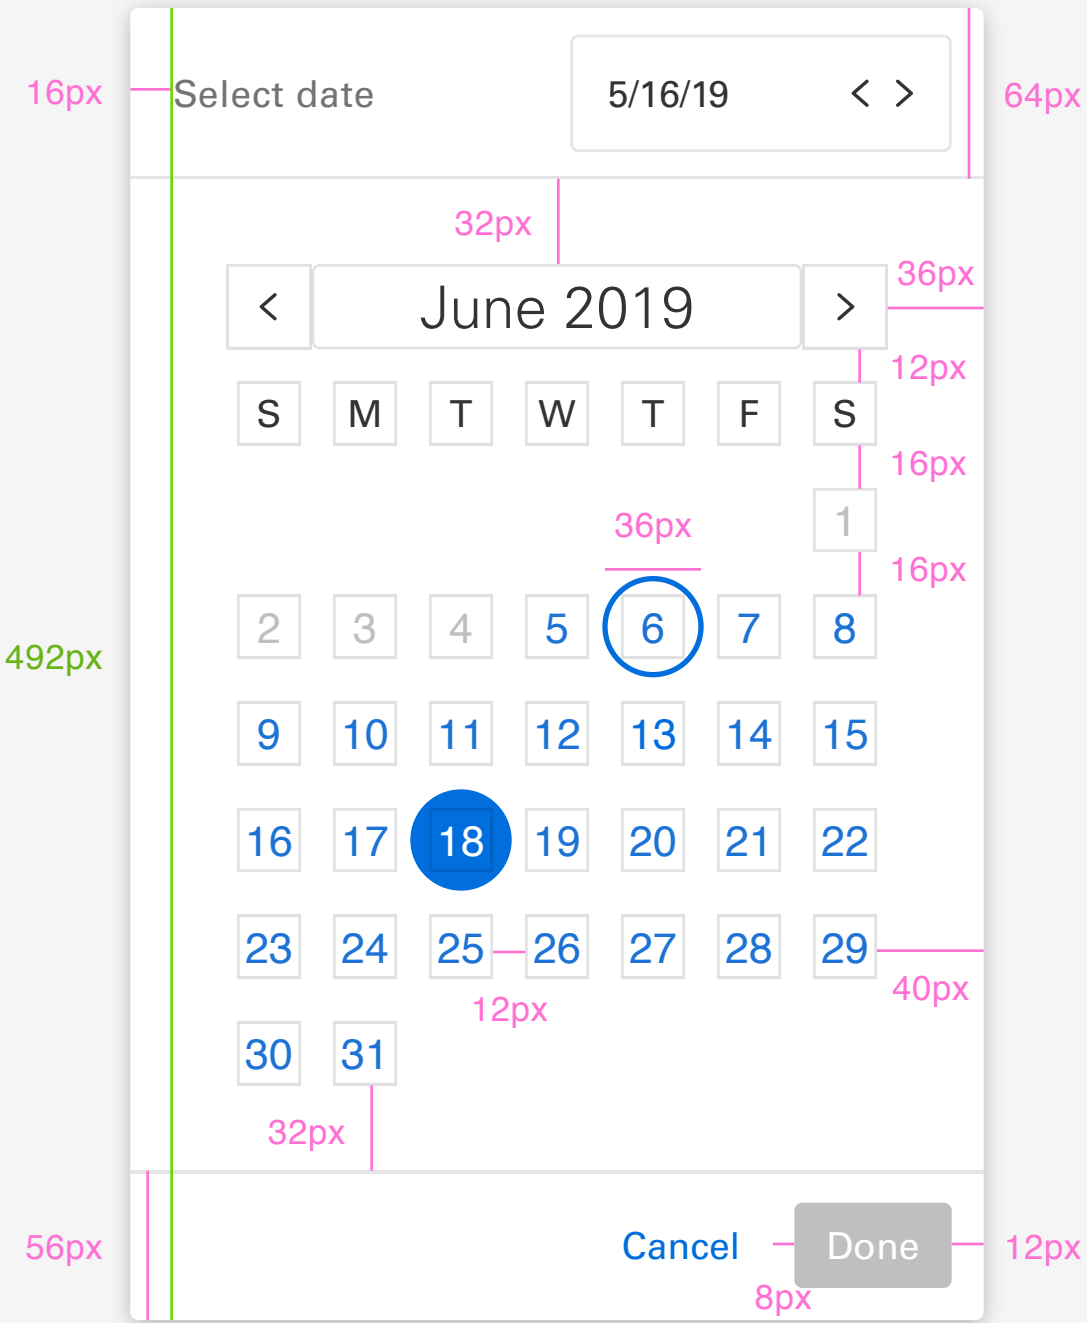 16px
Select date
5/16/19 < >
64px
32px
< June 2019 >
36px
12px
S M T W T F S
16px
1
36px
16px
2 3 4 5 6 7 8
492px
9 10 11 12 13 14 15
16 17 18 19 20 21 22
23 24 25 26 27 28 29
40px
12px
30 31
32px
56px
Cancel
Done
12px
8px